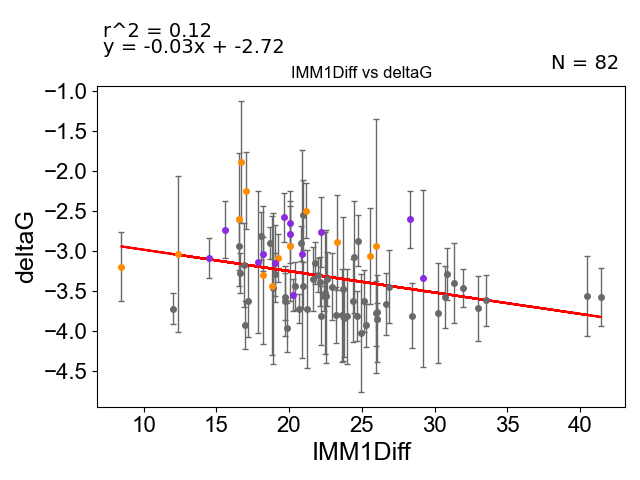 r^2 = 0.12
y = -0.03x + -2.72
N = 82
IMM1Diff vs deltaG
−1.0
−1.5
−2.0
−2.5
−3.0
−3.5
−4.0
−4.5
deltaG
10 15 20 25 30 35 40
IMM1Diff